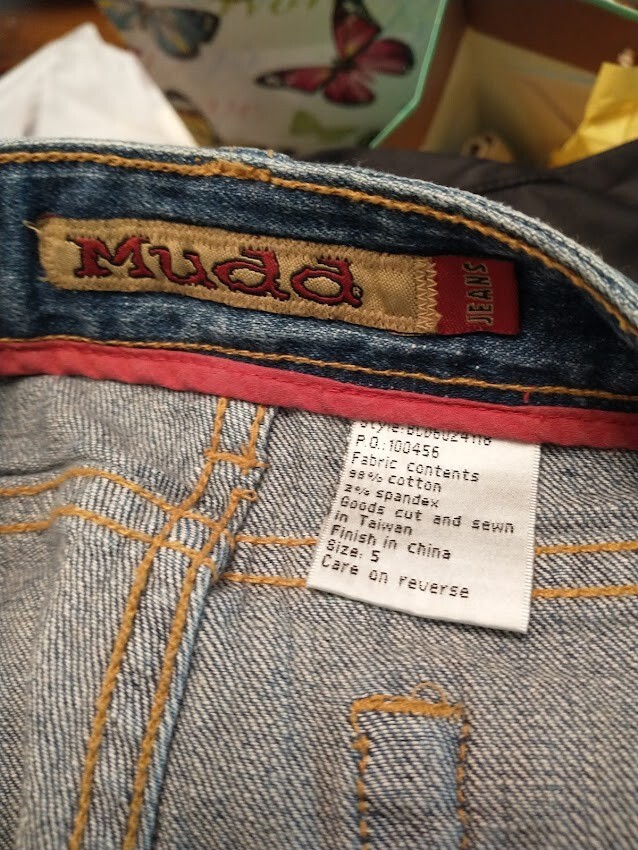 Mudd®
JEANS
P.O.:100456
Fabric contents
98% cotton
2% spandex
Goods cut and sewn
in Taiwan
Finish in china
Size: 5
Care on reverse